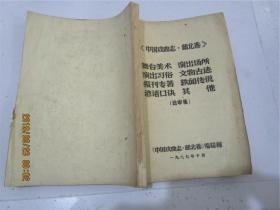 《中国戏曲志·湖北卷》
舞台美术 演出场所
演出习俗 文物古迹
报刊专著 轶闻传说
谚语口诀 其他
(送审稿)
《中国戏曲志·湖北卷》编辑部
一九八七年十月